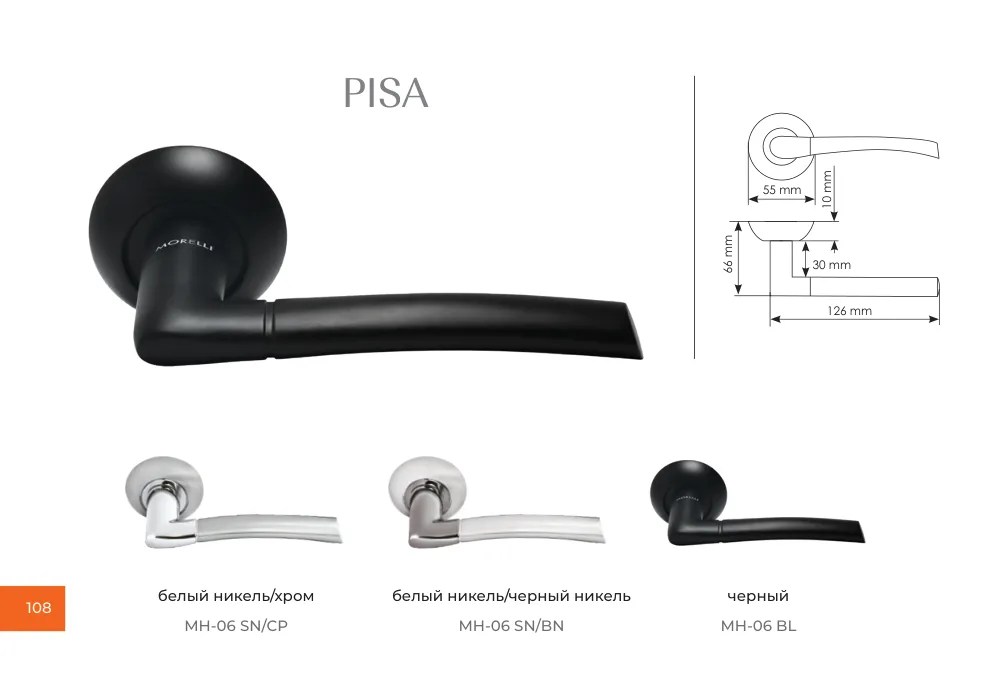 PISA
MORELLI
55 mm
10 mm
66 mm
30 mm
126 mm
белый никель/хром
MH-06 SN/CP
белый никель/черный никель
MH-06 SN/BN
черный
MH-06 BL
108